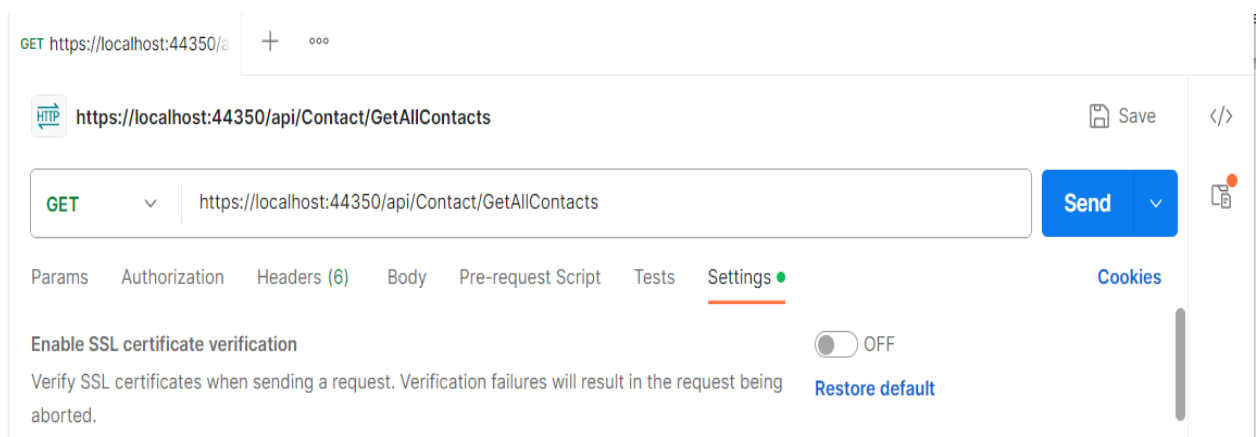 GET https://localhost:44350/a
HTTP https://localhost:44350/api/Contact/GetAllContacts
Save
</>
GET https://localhost:44350/api/Contact/GetAllContacts
Send
Params Authorization Headers (6) Body Pre-request Script Tests Settings Cookies
Enable SSL certificate verification
OFF
Verify SSL certificates when sending a request. Verification failures will result in the request being
aborted.
Restore default